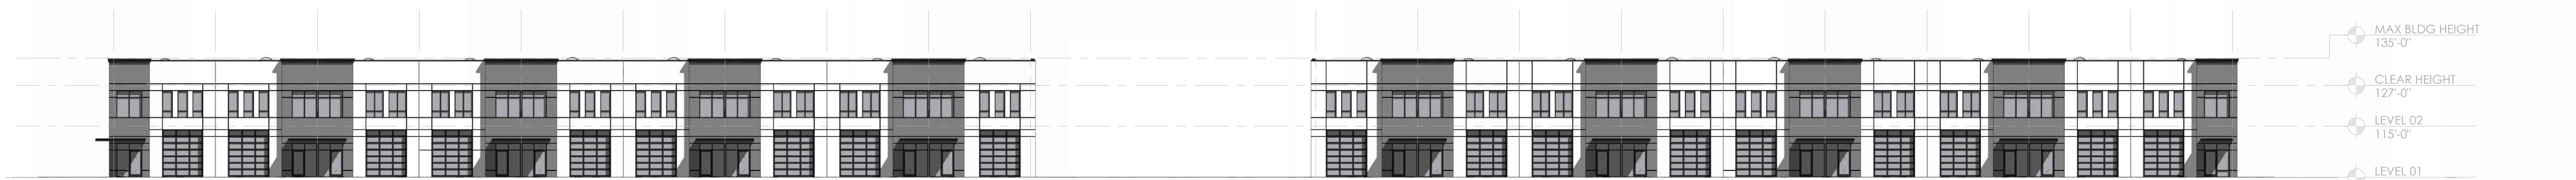 MAX BLDG HEIGHT
135'-0"
CLEAR HEIGHT
127'-0"
LEVEL 02
115'-0"
LEVEL 01